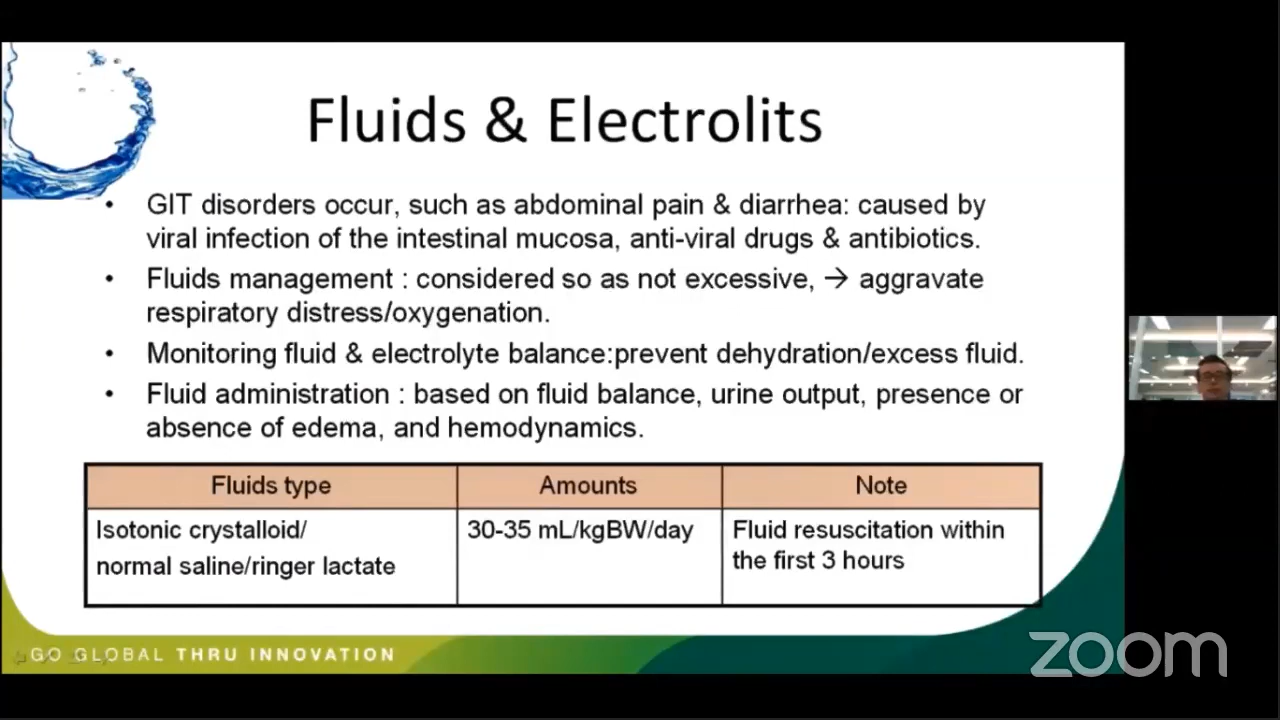 Fluids & Electrolits
• GIT disorders occur, such as abdominal pain & diarrhea: caused by
viral infection of the intestinal mucosa, anti-viral drugs & antibiotics.
• Fluids management : considered so as not excessive, → aggravate
respiratory distress/oxygenation.
• Monitoring fluid & electrolyte balance:prevent dehydration/excess fluid.
• Fluid administration : based on fluid balance, urine output, presence or
absence of edema, and hemodynamics.
Fluids type Amounts Note
Isotonic crystalloid/ 30-35 mL/kgBW/day Fluid resuscitation within
normal saline/ringer lactate the first 3 hours
GO GLOBAL THRU INNOVATION
zoom